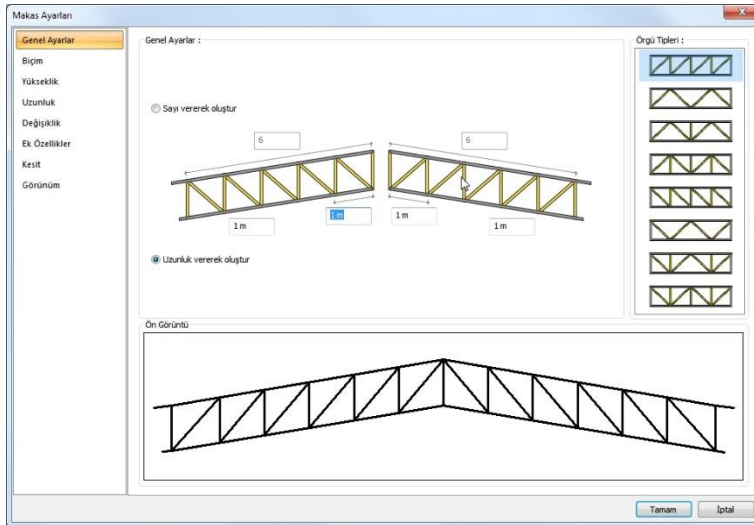 Makas Ayarları
Genel Ayarlar
Biçim
Yükseklik
Uzunluk
Değişiklik
Ek Özellikler
Kesit
Görünüm
Genel Ayarlar :
Sayı vererek oluştur
6
6
1 m
1 m
1 m
1 m
Uzunluk vererek oluştur
Örgü Tipleri :
Ön Görüntü
Tamam
İptal